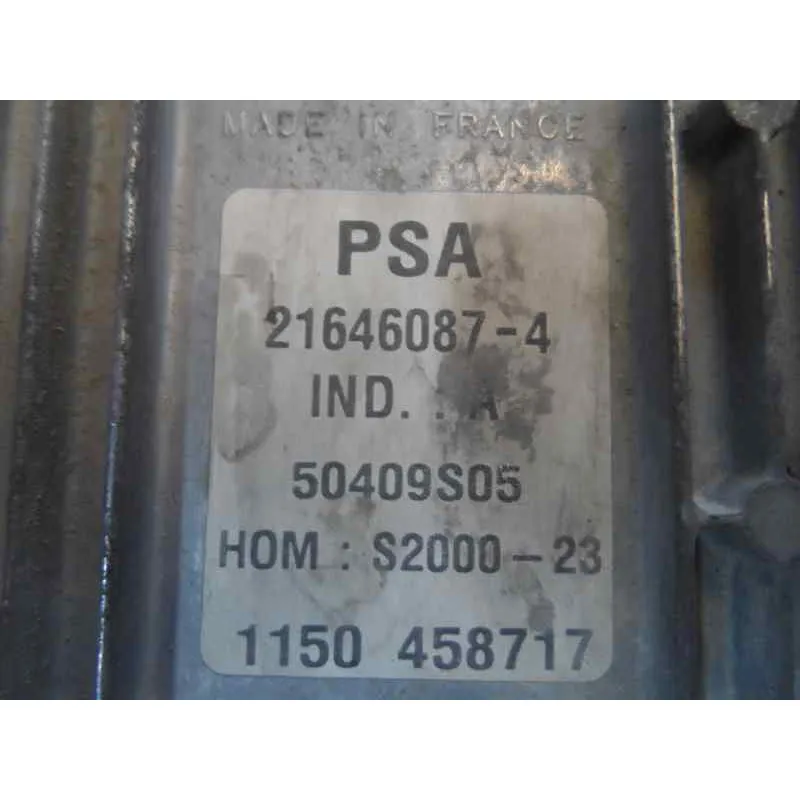 MADE IN FRANCE
PSA
21646087-4
IND. : A
50409S05
HOM : S2000-23
1150 458717